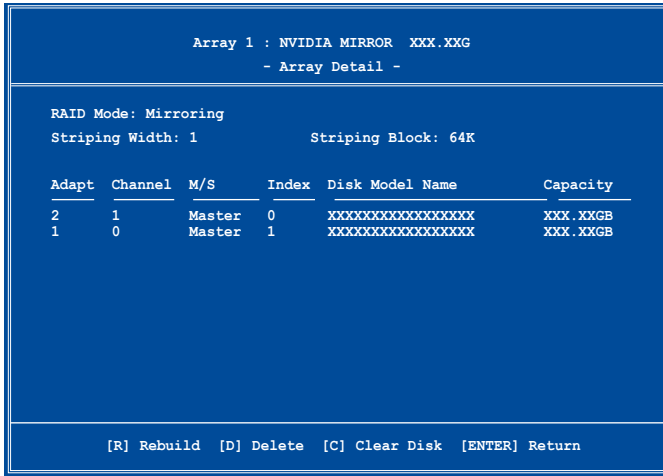 Array 1 : NVIDIA MIRROR XXX.XXG
- Array Detail -
RAID Mode: Mirroring
Striping Width: 1 Striping Block: 64K
Adapt Channel M/S Index Disk Model Name Capacity
2 1 Master 0 XXXXXXXXXXXXXXXXX XXX.XXGB
1 0 Master 1 XXXXXXXXXXXXXXXXX XXX.XXGB
[R] Rebuild [D] Delete [C] Clear Disk [ENTER] Return